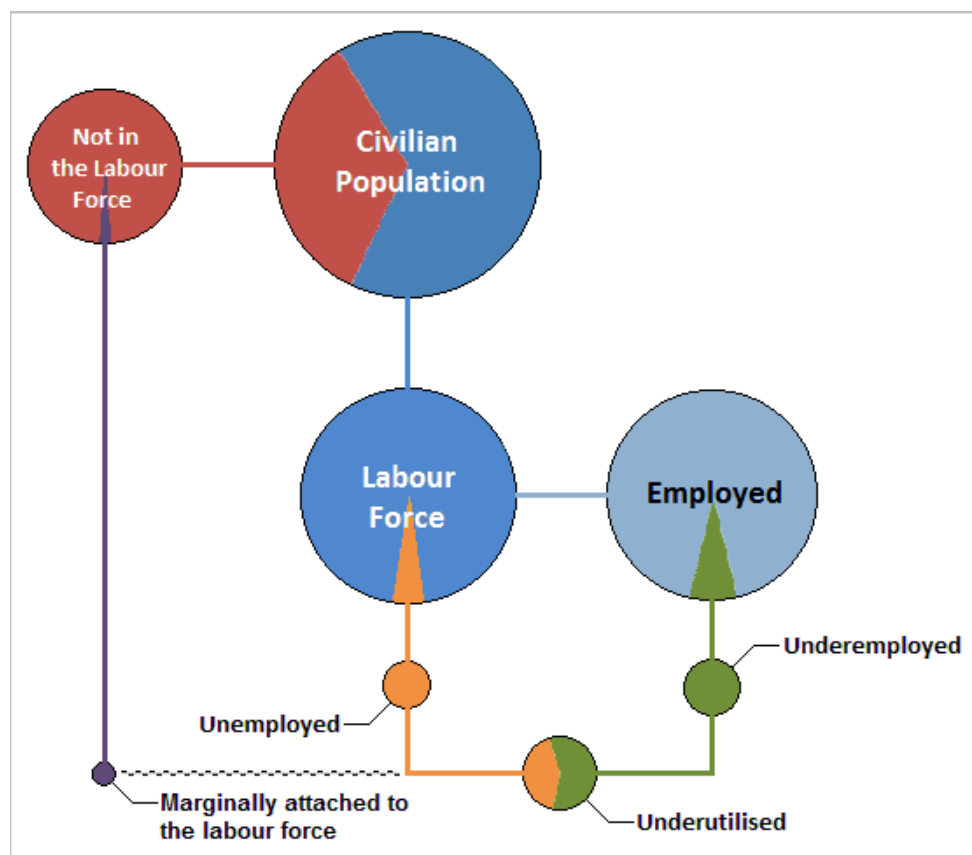 Civilian
Population
Not in
the Labour
Force
Labour
Force
Employed
Underemployed
Unemployed
Marginally attached to
the labour force
Underutilised